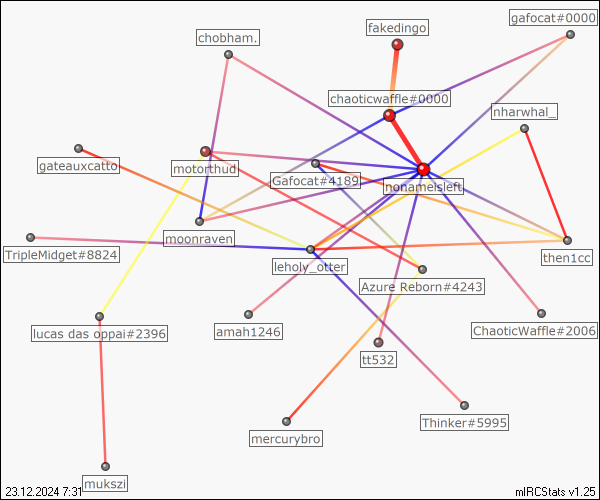 gafocat#0000
fakedingo
chobham.
chaoticwaffle#0000
nharwhal_
gateauxcatto
motorthud
Gafocat#4189
nonameisleft
moonraven
TripleMidget#8824
leholy_otter
then1cc
Azure Reborn#4243
lucas das oppai#2396
amah1246
ChaoticWaffle#2006
tt532
Thinker#5995
mercurybro
mukszi
23.12.2024 7:31
mIRCStats v1.25